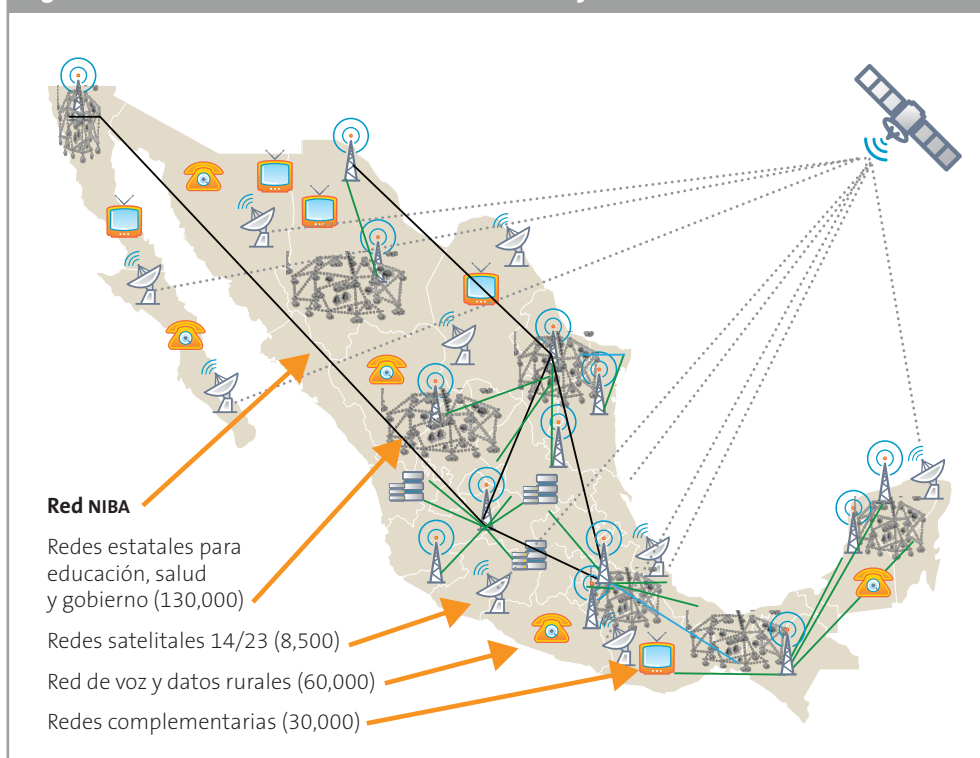 Red NIBA
Redes estatales para
educación, salud
y gobierno (130,000)
Redes satelitales 14/23 (8,500)
Red de voz y datos rurales (60,000)
Redes complementarias (30,000)